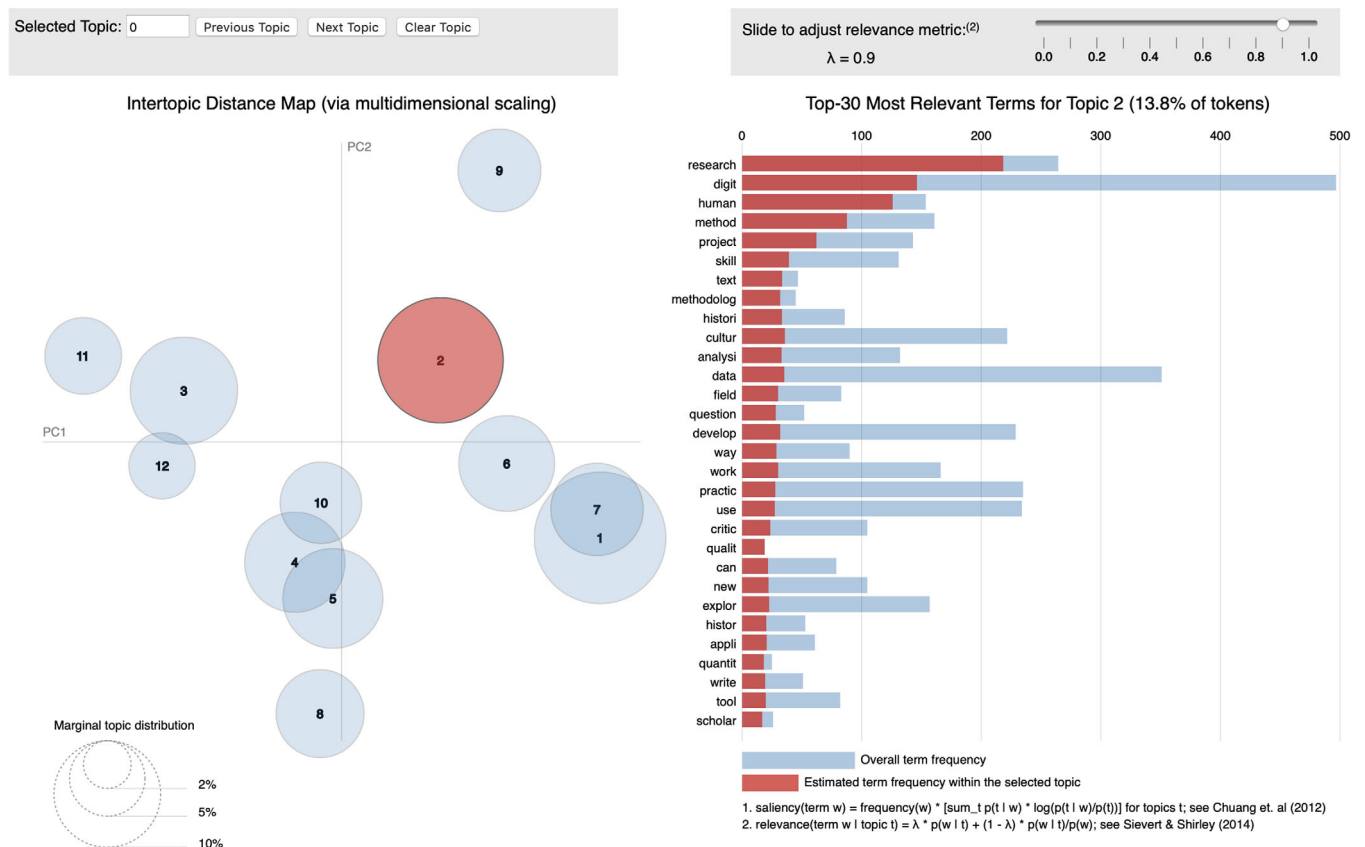 Selected Topic: 0 Previous Topic Next Topic Clear Topic
Slide to adjust relevance metric:(2)
λ = 0.9
0.0 0.2 0.4 0.6 0.8 1.0
Intertopic Distance Map (via multidimensional scaling)
PC2
PC1
9
2
11
3
12
6
10
7
1
4
5
8
Marginal topic distribution
2%
5%
10%
Top-30 Most Relevant Terms for Topic 2 (13.8% of tokens)
0 100 200 300 400 500
research
digit
human
method
project
skill
text
methodolog
histori
cultur
analysi
data
field
question
develop
way
work
practic
use
critic
qualit
can
new
explor
histor
appli
quantit
write
tool
scholar
Overall term frequency
Estimated term frequency within the selected topic
1. saliency(term w) = frequency(w) * [sum_t p(t | w) * log(p(t | w)/p(t))] for topics t; see Chuang et. al (2012)
2. relevance(term w | topic t) = λ * p(w | t) + (1 - λ) * p(w | t)/p(w); see Sievert & Shirley (2014)